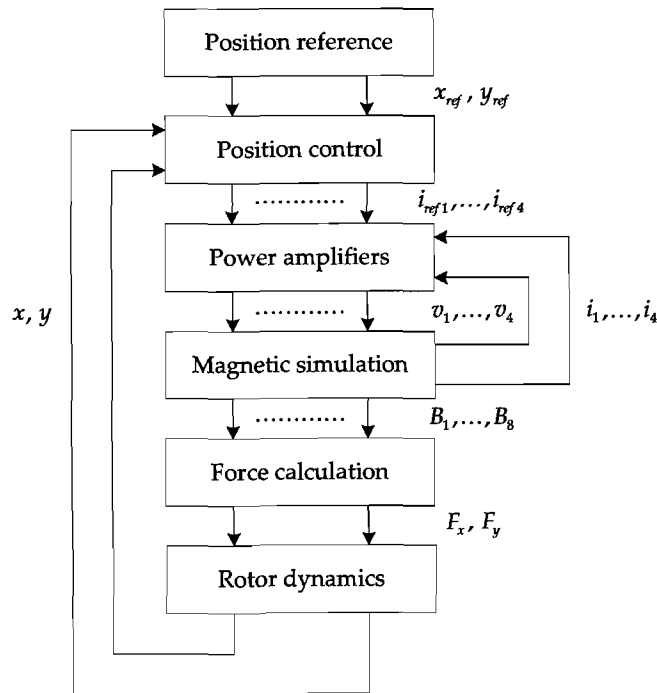 Position reference
x_ref, y_ref
Position control
i_ref1,...,i_ref4
Power amplifiers
x, y
v_1,...,v_4
i_1,...,i_4
Magnetic simulation
B_1,...,B_8
Force calculation
F_x, F_y
Rotor dynamics